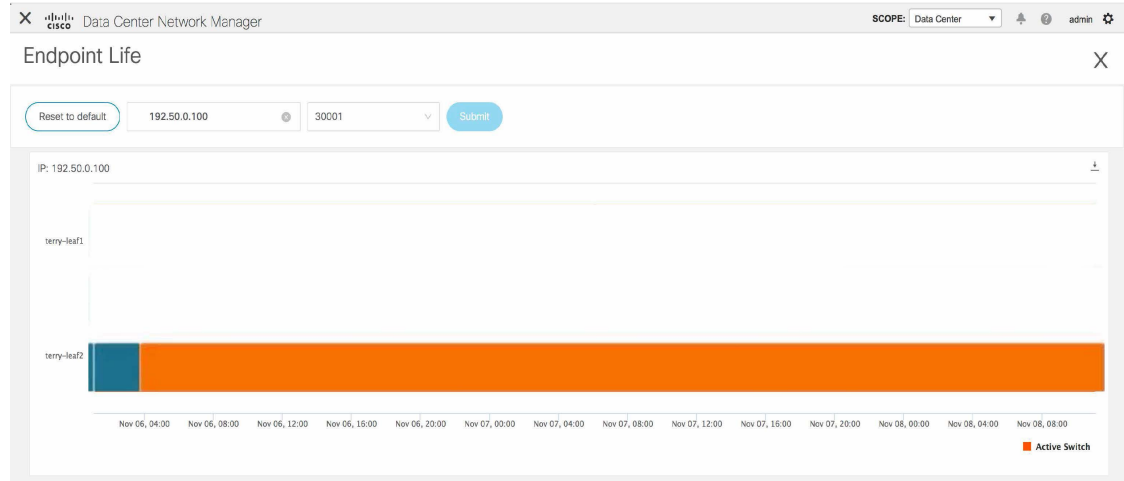 X CISCO Data Center Network Manager SCOPE: Data Center ? admin
Endpoint Life X
Reset to default 192.50.0.100 30001 Submit
IP: 192.50.0.100
terry-leaf1
terry-leaf2
Nov 06, 04:00 Nov 06, 08:00 Nov 06, 12:00 Nov 06, 16:00 Nov 06, 20:00 Nov 07, 00:00 Nov 07, 04:00 Nov 07, 08:00 Nov 07, 12:00 Nov 07, 16:00 Nov 07, 20:00 Nov 08, 00:00 Nov 08, 04:00 Nov 08, 08:00
Active Switch